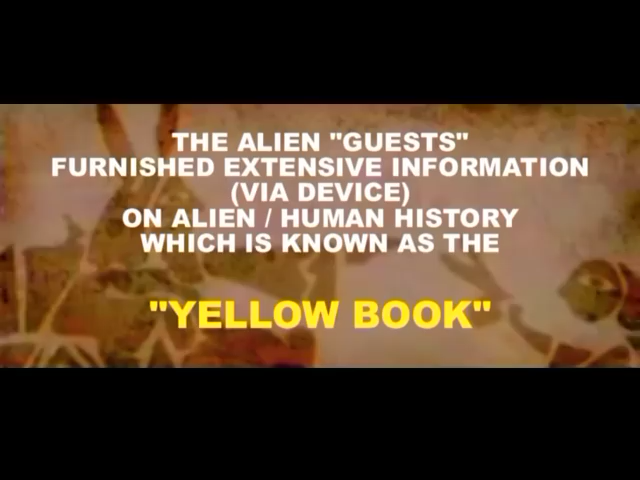 THE ALIEN "GUESTS"
FURNISHED EXTENSIVE INFORMATION
(VIA DEVICE)
ON ALIEN / HUMAN HISTORY
WHICH IS KNOWN AS THE
"YELLOW BOOK"